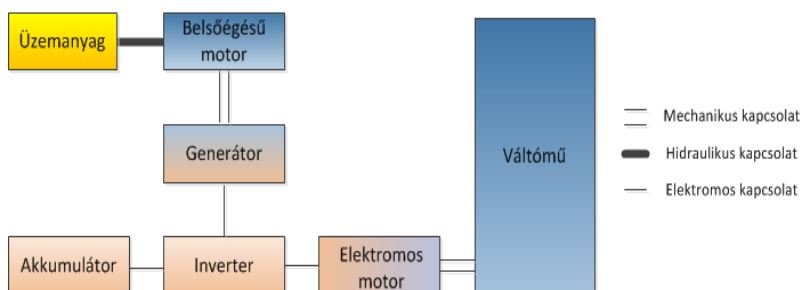 Üzemanyag
Belsőégésű
motor
Generátor
Váltómű
Akkumulátor
Inverter
Elektromos
motor
Mechanikus kapcsolat
Hidraulikus kapcsolat
Elektromos kapcsolat